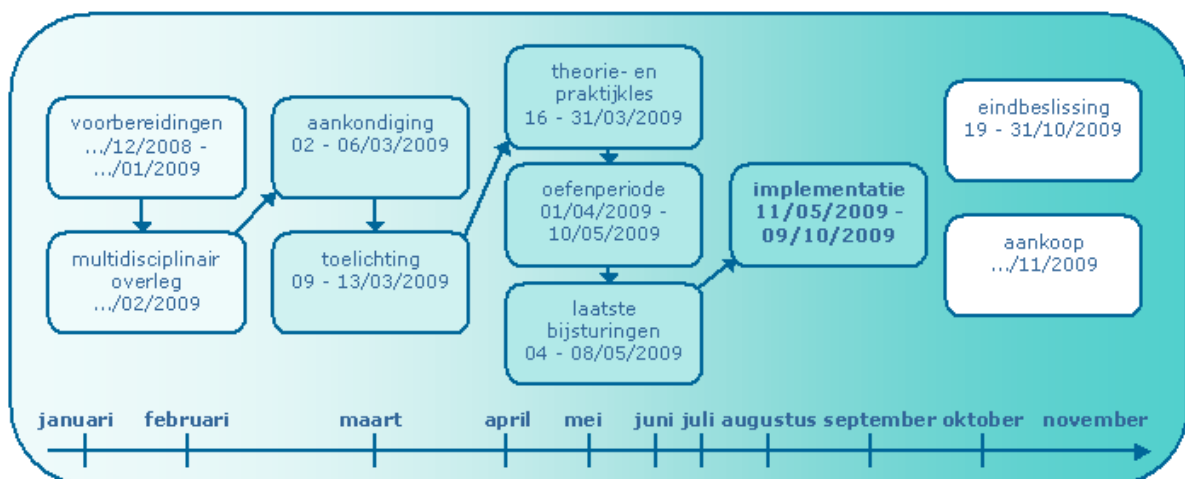 voorbereidingen
.../12/2008 -
.../01/2009
multidisciplinair
overleg
.../02/2009
aankondiging
02 - 06/03/2009
toelichting
09 - 13/03/2009
theorie- en
praktijkles
16 - 31/03/2009
oefenperiode
01/04/2009 -
10/05/2009
laatste
bijsturingen
04 - 08/05/2009
implementatie
11/05/2009 -
09/10/2009
eindbeslissing
19 - 31/10/2009
aankoop
.../11/2009
januari februari maart april mei juni juli augustus september oktober november